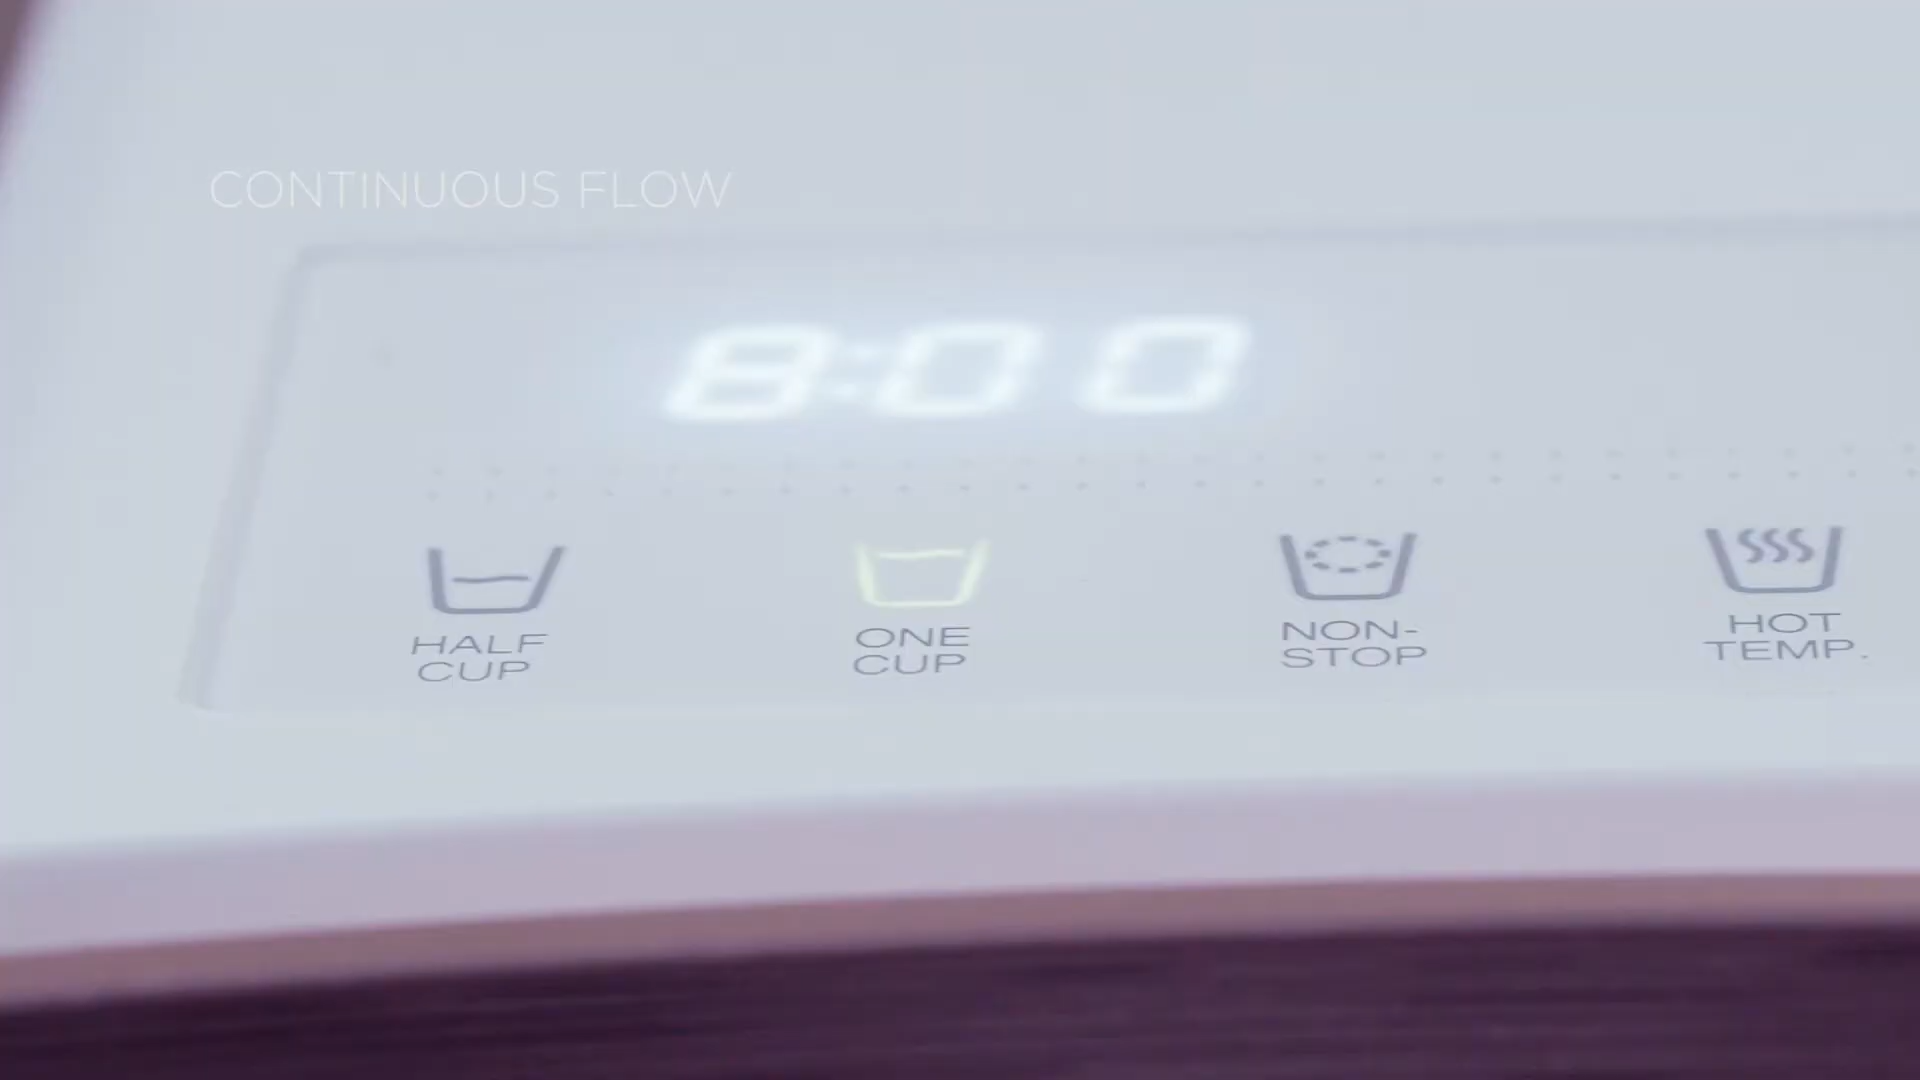 CONTINUOUS FLOW
8:00
HALF
CUP
ONE
CUP
NON-
STOP
HOT
TEMP.